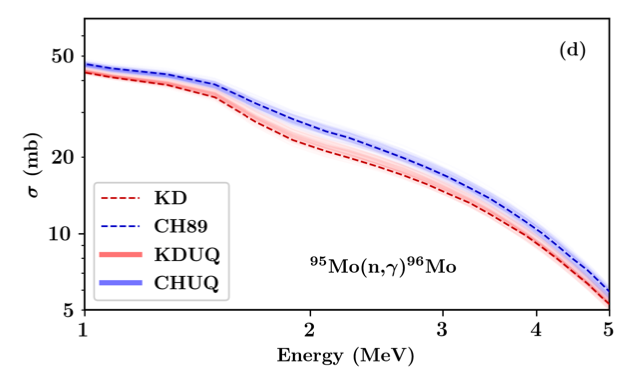 (d)
50
20
10
5
σ (mb)
KD
CH89
KDUQ
CHUQ
⁹⁵Mo(n,γ)⁹⁶Mo
1 2 3 4 5
Energy (MeV)